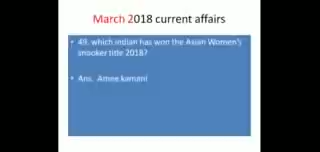 March 2018 current affairs
• 49. which indian has won the Asian Women's
snooker title 2018?
• Ans. Amee kamani